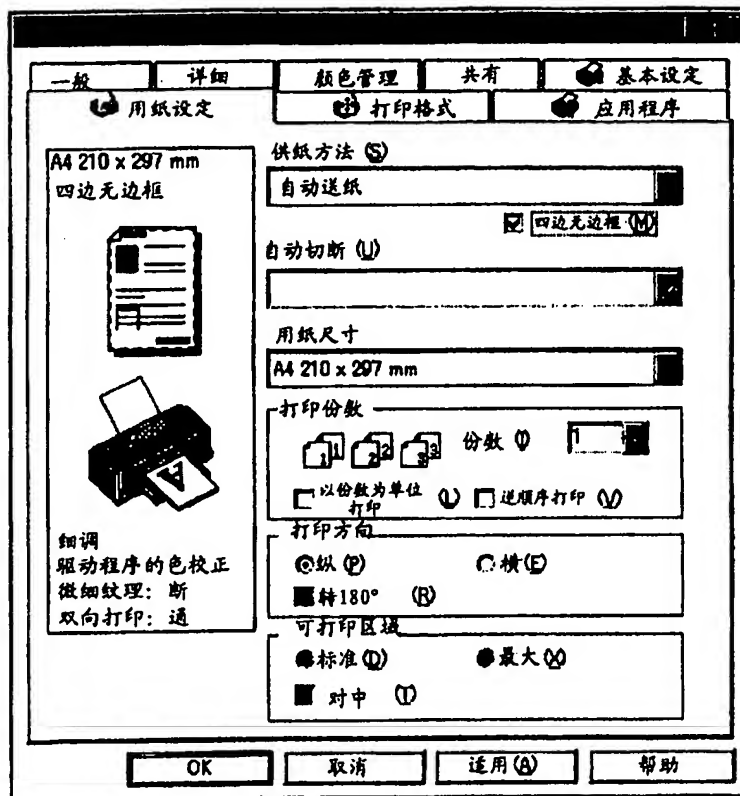 一般 详细 颜色管理 共有 基本设定
用纸设定 打印格式 应用程序
A4 210 x 297 mm
四边无边框
细调
驱动程序的色校正
微细纹理：断
双向打印：通
供纸方法 (S)
自动送纸
四边无边框 (M)
自动切断 (U)
用纸尺寸
A4 210 x 297 mm
打印份数
1 1 2 2 3 3 份数 (I) 1
以份数为单位打印 (L) 逆顺序打印 (V)
打印方向
纵 (P) 横 (E)
转180° (R)
可打印区域
标准 (D) 最大 (X)
对中 (T)
OK 取消 适用 (A) 帮助